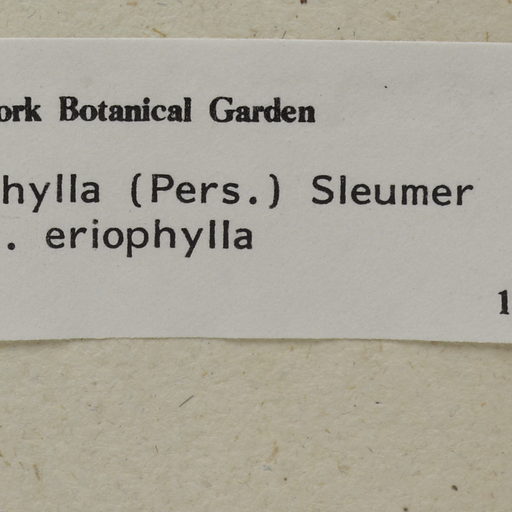 ork Botanical Garden
hylla (Pers.) Sleumer
. eriophylla
1